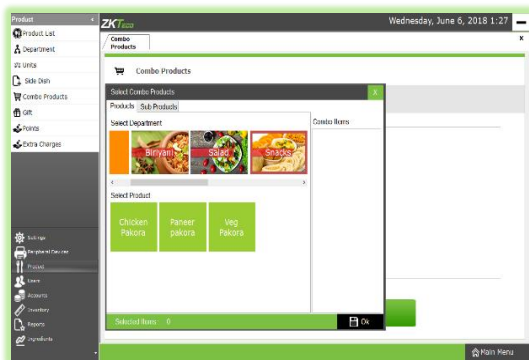 Product
Product List
Department
Units
Side Dish
Combo Products
Gift
Points
Extra Charges
Settings
Peripheral Devices
Product
Users
Accounts
Inventory
Reports
Ingredients
ZKTeco
Wednesday, June 6, 2018 1:27
Combo
Products
x
Combo Products
Select Combo Products
X
Products
Sub Products
Select Department
Combo Items
Biriyani
Salad
Snacks
Select Product
Chicken
Pakora
Paneer
pakora
Veg
Pakora
Selected Items : 0
Ok
Main Menu